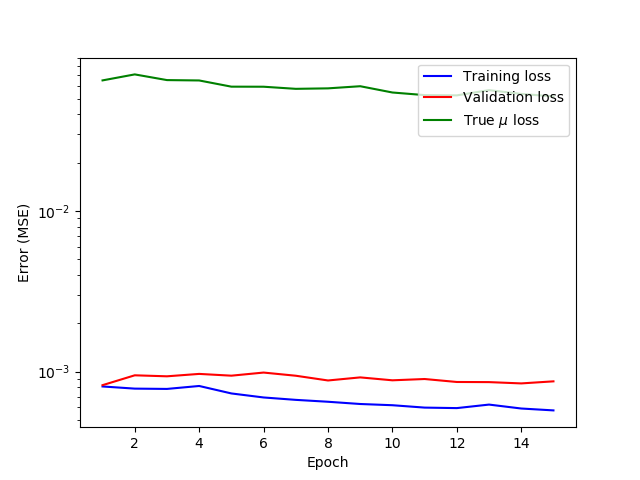 Training loss
Validation loss
True μ loss
10⁻²
10⁻³
Error (MSE)
2 4 6 8 10 12 14
Epoch